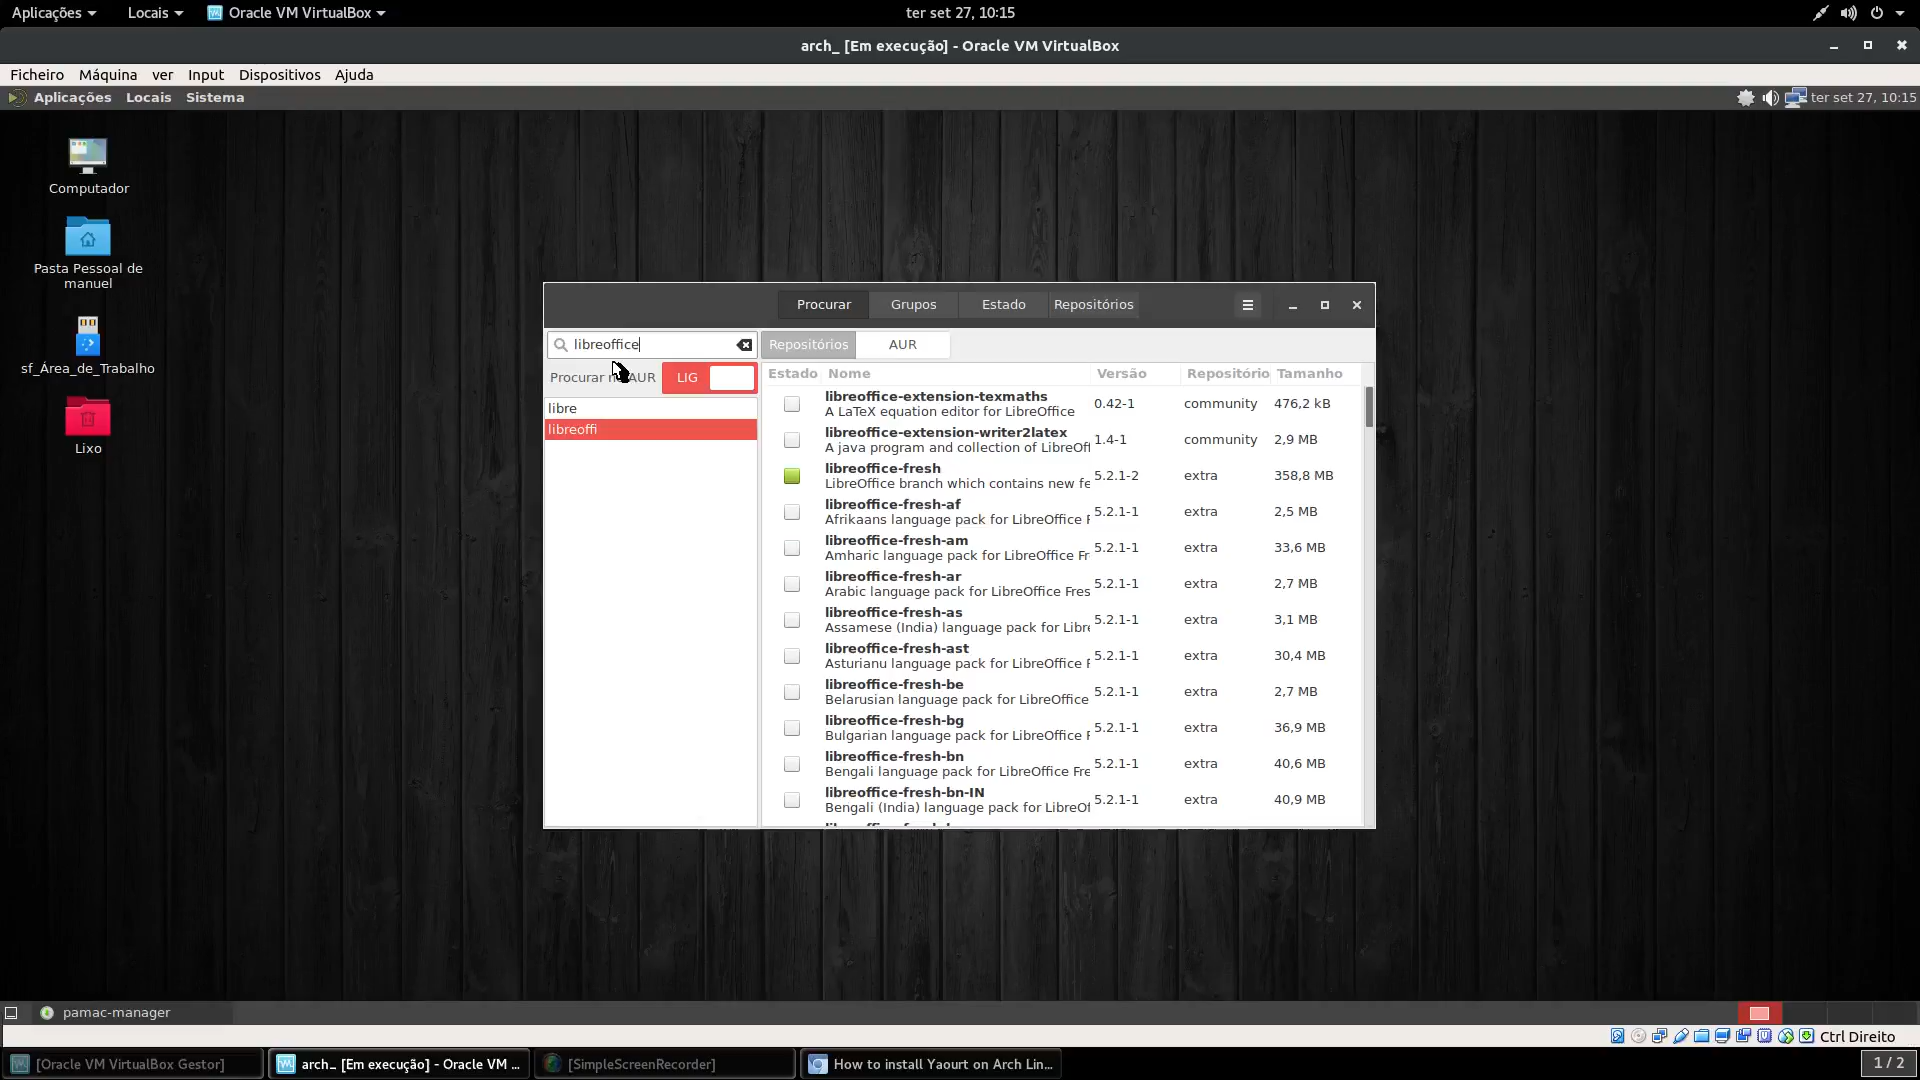 Aplicações Locais Oracle VM VirtualBox ter set 27, 10:15
arch_ [Em execução] - Oracle VM VirtualBox
Ficheiro Máquina ver Input Dispositivos Ajuda
Aplicações Locais Sistema ter set 27, 10:15
Computador
Pasta Pessoal de
manuel
sf_Área_de_Trabalho
Lixo
Procurar Grupos Estado Repositórios
libreoffice Repositórios AUR
Procurar AUR LIG
libre
libreoffi
Estado Nome Versão Repositório Tamanho
libreoffice-extension-texmaths
A LaTeX equation editor for LibreOffice 0.42-1 community 476,2 kB
libreoffice-extension-writer2latex
A java program and collection of LibreOff 1.4-1 community 2,9 MB
libreoffice-fresh
LibreOffice branch which contains new fe 5.2.1-2 extra 358,8 MB
libreoffice-fresh-af
Afrikaans language pack for LibreOffice F 5.2.1-1 extra 2,5 MB
libreoffice-fresh-am
Amharic language pack for LibreOffice Fr 5.2.1-1 extra 33,6 MB
libreoffice-fresh-ar
Arabic language pack for LibreOffice Fres 5.2.1-1 extra 2,7 MB
libreoffice-fresh-as
Assamese (India) language pack for Libre 5.2.1-1 extra 3,1 MB
libreoffice-fresh-ast
Asturianu language pack for LibreOffice F 5.2.1-1 extra 30,4 MB
libreoffice-fresh-be
Belarusian language pack for LibreOffice 5.2.1-1 extra 2,7 MB
libreoffice-fresh-bg
Bulgarian language pack for LibreOffice F 5.2.1-1 extra 36,9 MB
libreoffice-fresh-bn
Bengali language pack for LibreOffice Fre 5.2.1-1 extra 40,6 MB
libreoffice-fresh-bn-IN
Bengali (India) language pack for LibreOf 5.2.1-1 extra 40,9 MB
pamac-manager
Ctrl Direito
[Oracle VM VirtualBox Gestor] arch_ [Em execução] - Oracle VM ... [SimpleScreenRecorder] How to install Yaourt on Arch Lin... 1 / 2